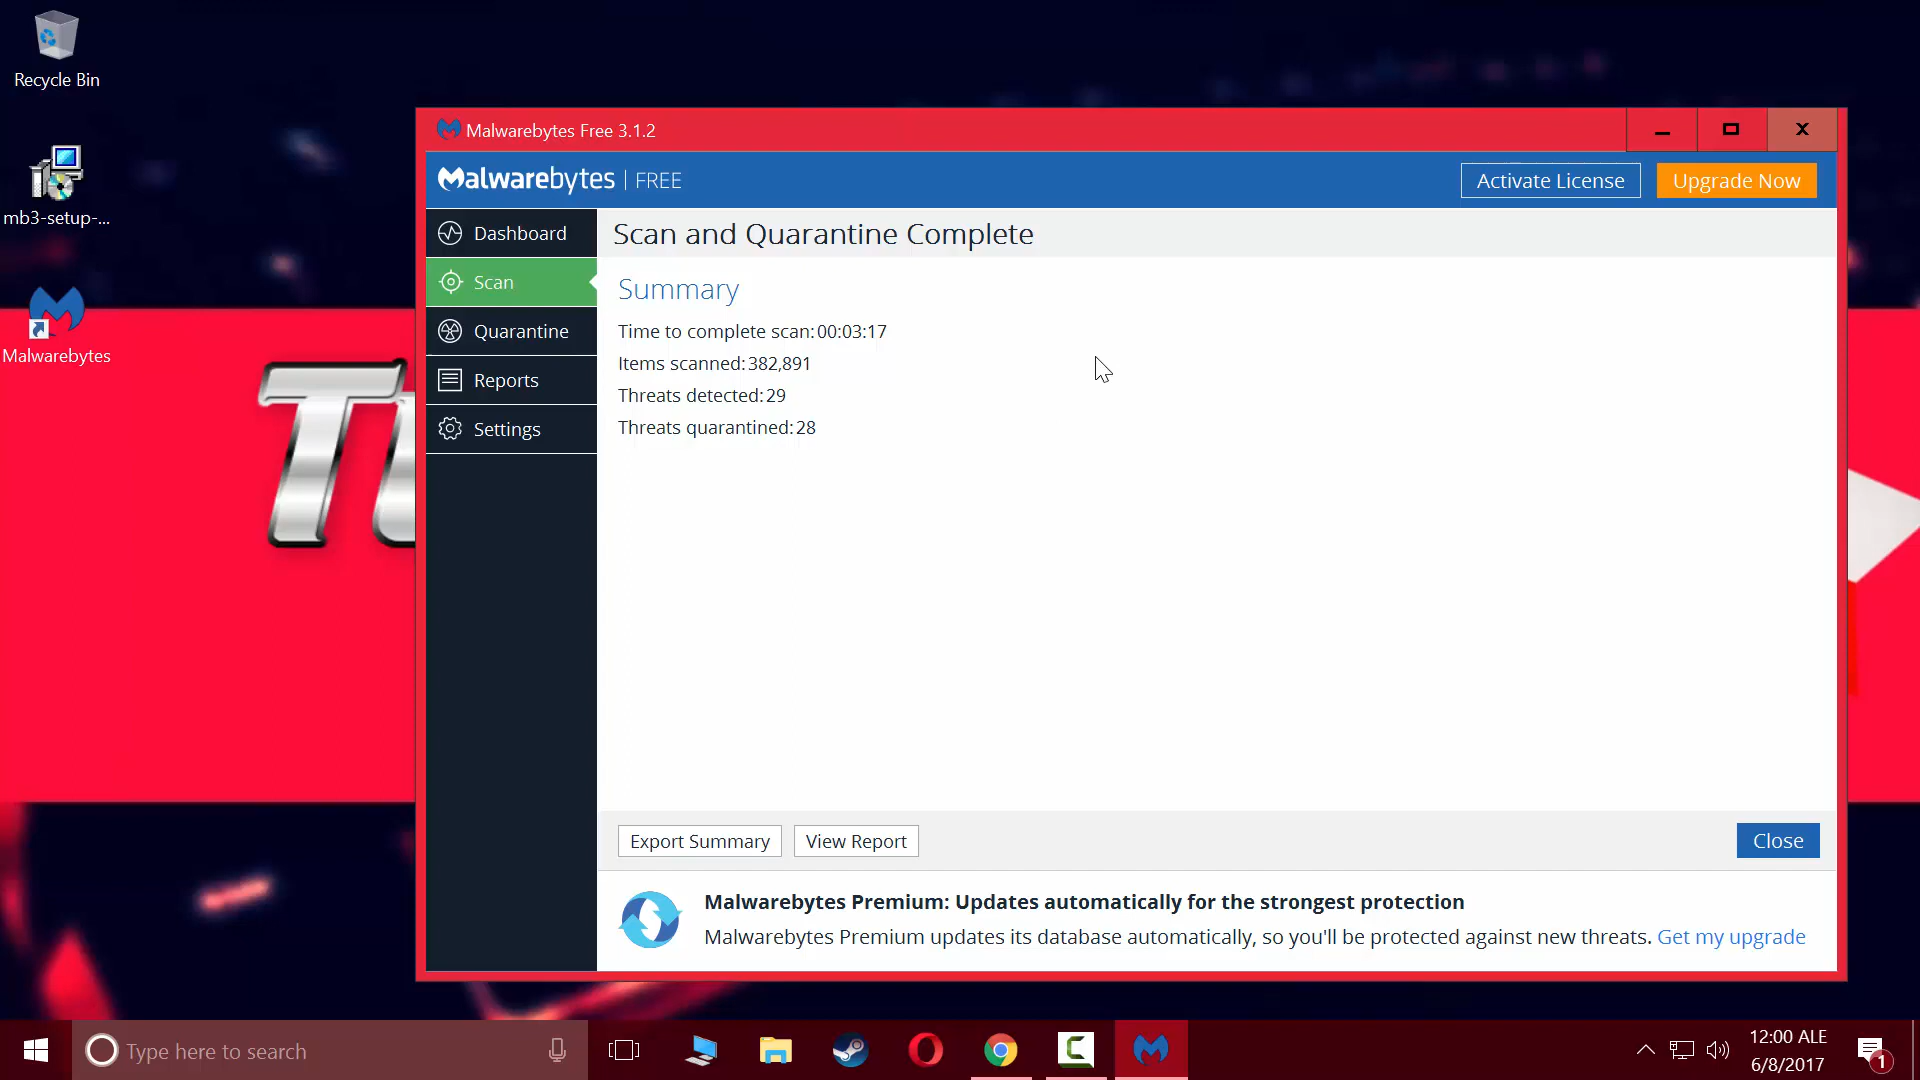 Recycle Bin
mb3-setup-...
Malwarebytes
Malwarebytes Free 3.1.2
Malwarebytes | FREE
Activate License
Upgrade Now
Dashboard
Scan
Quarantine
Reports
Settings
Scan and Quarantine Complete
Summary
Time to complete scan: 00:03:17
Items scanned: 382,891
Threats detected: 29
Threats quarantined: 28
Export Summary
View Report
Close
Malwarebytes Premium: Updates automatically for the strongest protection
Malwarebytes Premium updates its database automatically, so you'll be protected against new threats. Get my upgrade
Type here to search
12:00 ALE
6/8/2017
1